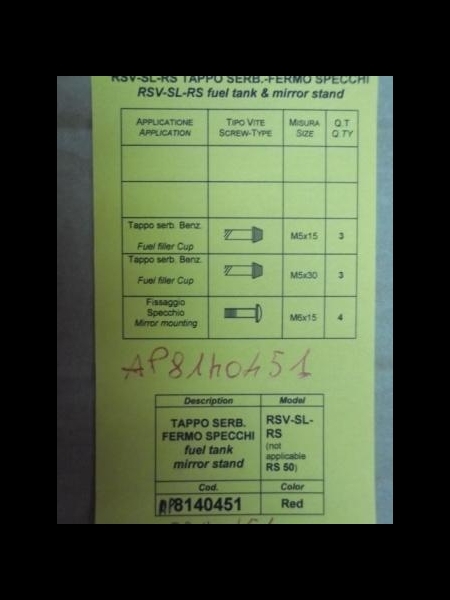 RSV-SL-RS TAPPO SERB.-FERMO SPECCHI
RSV-SL-RS fuel tank & mirror stand
APPLICATIONE TIPO VITE MISURA Q.T
APPLICATION SCREW-TYPE SIZE Q.TY
Tappo serb. Benz.
Fuel filler Cup M5x15 3
Tappo serb. Benz.
Fuel filler Cup M5x30 3
Fissaggio
Specchio
Mirror mounting M6x15 4
AP8140451
Description Model
TAPPO SERB.
FERMO SPECCHI
fuel tank
mirror stand
RSV-SL-
RS
(not
applicable
RS 50)
Cod. Color
AP8140451 Red